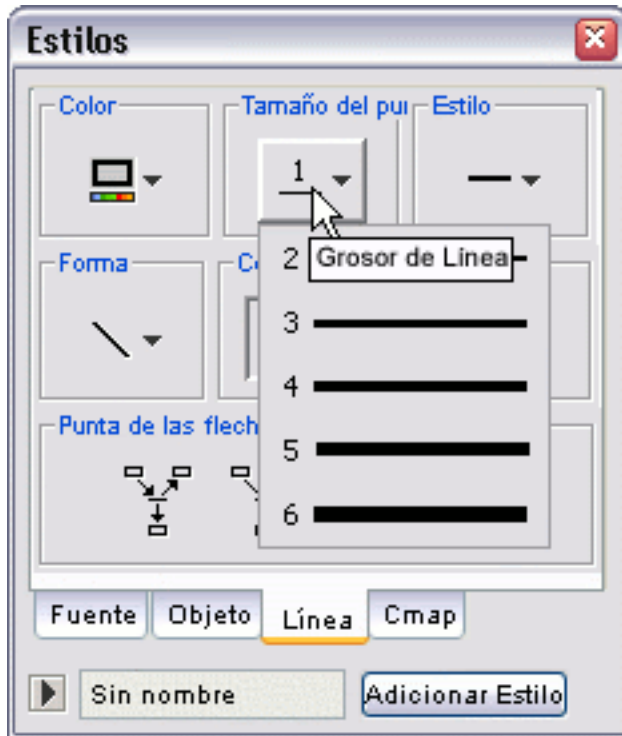 Estilos
Color
Tamaño del pu
Estilo
1
Forma
2
Grosor de Línea
3
4
5
6
Punta de las flech
Fuente
Objeto
Línea
Cmap
Sin nombre
Adicionar Estilo